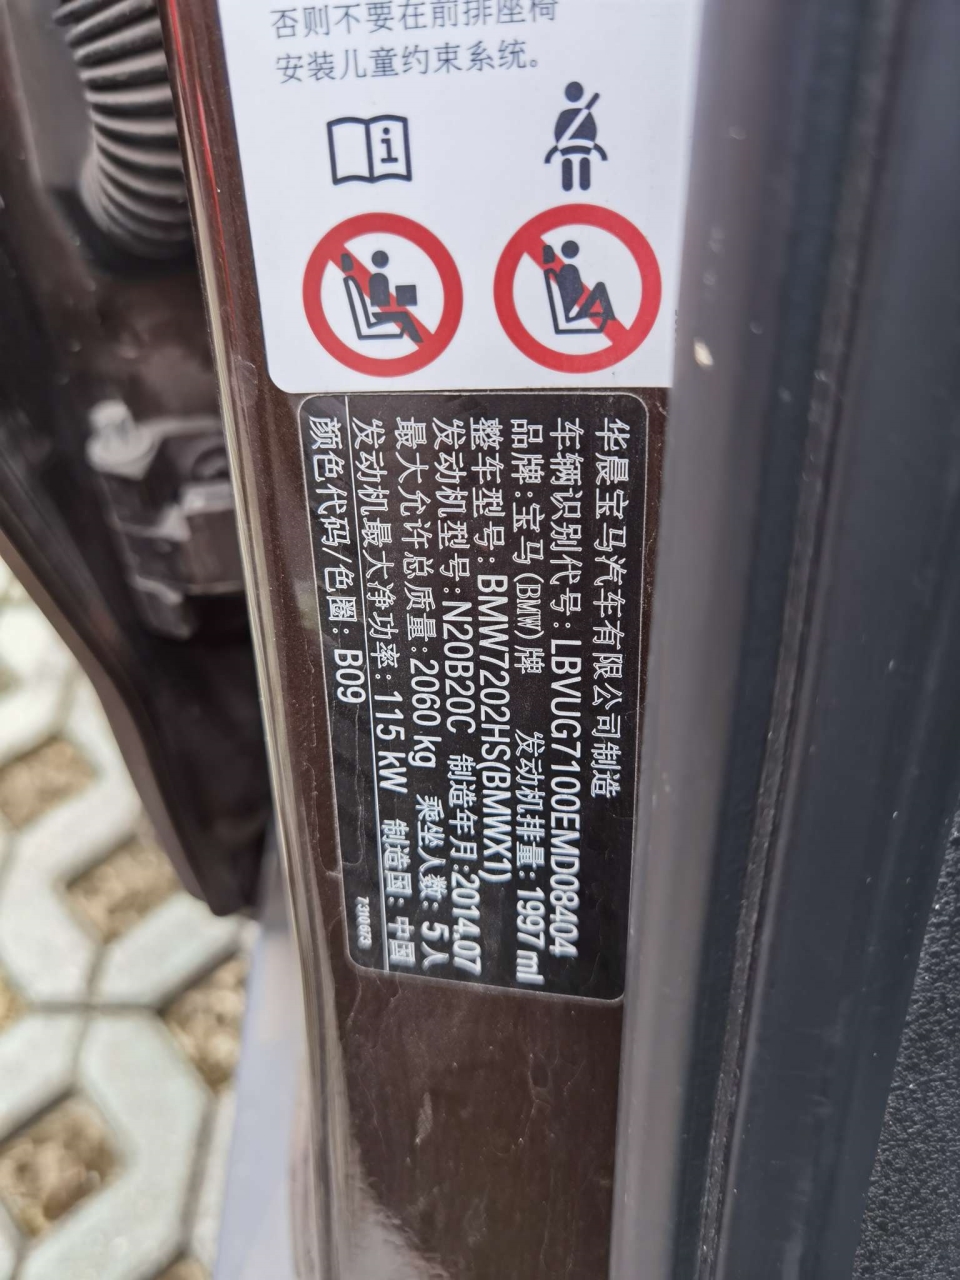 否则不要在前排座椅
安装儿童约束系统。
华晨宝马汽车有限公司制造
车辆识别代号:LBVUG7100EMD08404
品牌:宝马(BMW)牌 发动机排量:1997ml
整车型号:BMW7202HS(BMWX1)
发动机型号:N20B20C 制造年月:2014.07
最大允许总质量:2060 kg 乘坐人数: 5人
发动机最大净功率: 115 kW 制造国: 中国
颜色代码/色圈: B09
7310673